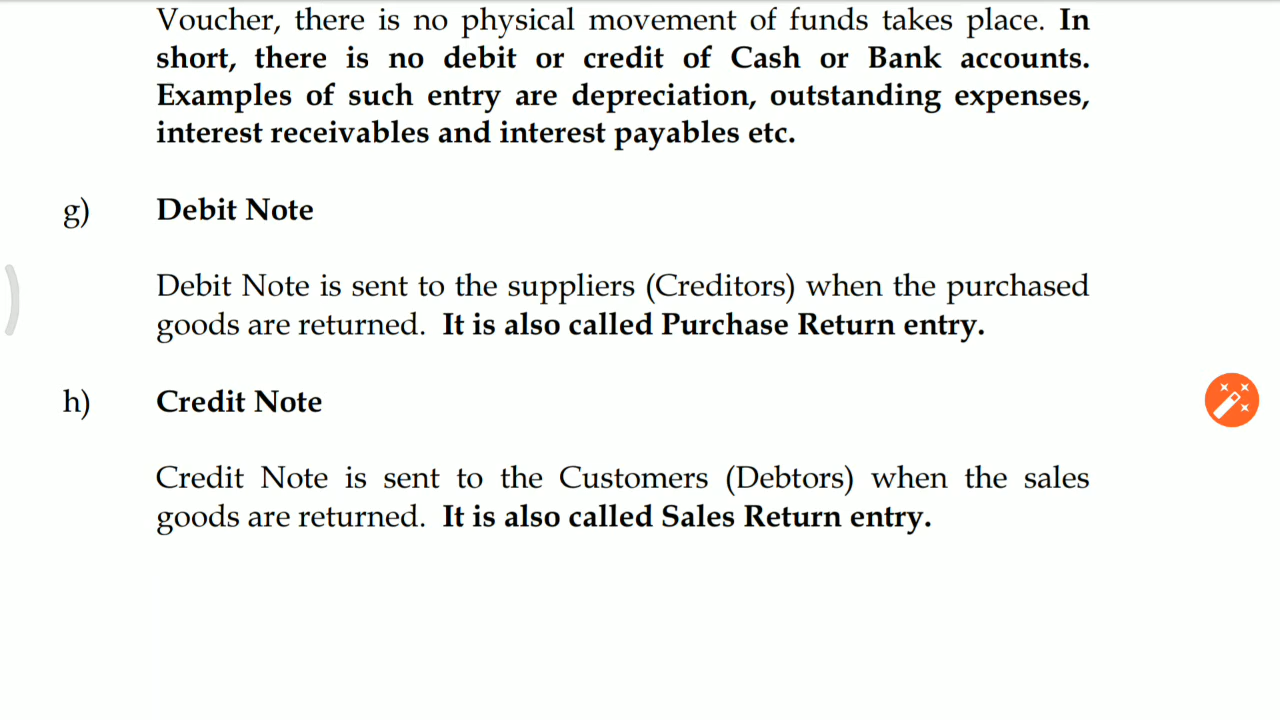 Voucher, there is no physical movement of funds takes place. In
short, there is no debit or credit of Cash or Bank accounts.
Examples of such entry are depreciation, outstanding expenses,
interest receivables and interest payables etc.
g) Debit Note
Debit Note is sent to the suppliers (Creditors) when the purchased
goods are returned. It is also called Purchase Return entry.
h) Credit Note
Credit Note is sent to the Customers (Debtors) when the sales
goods are returned. It is also called Sales Return entry.